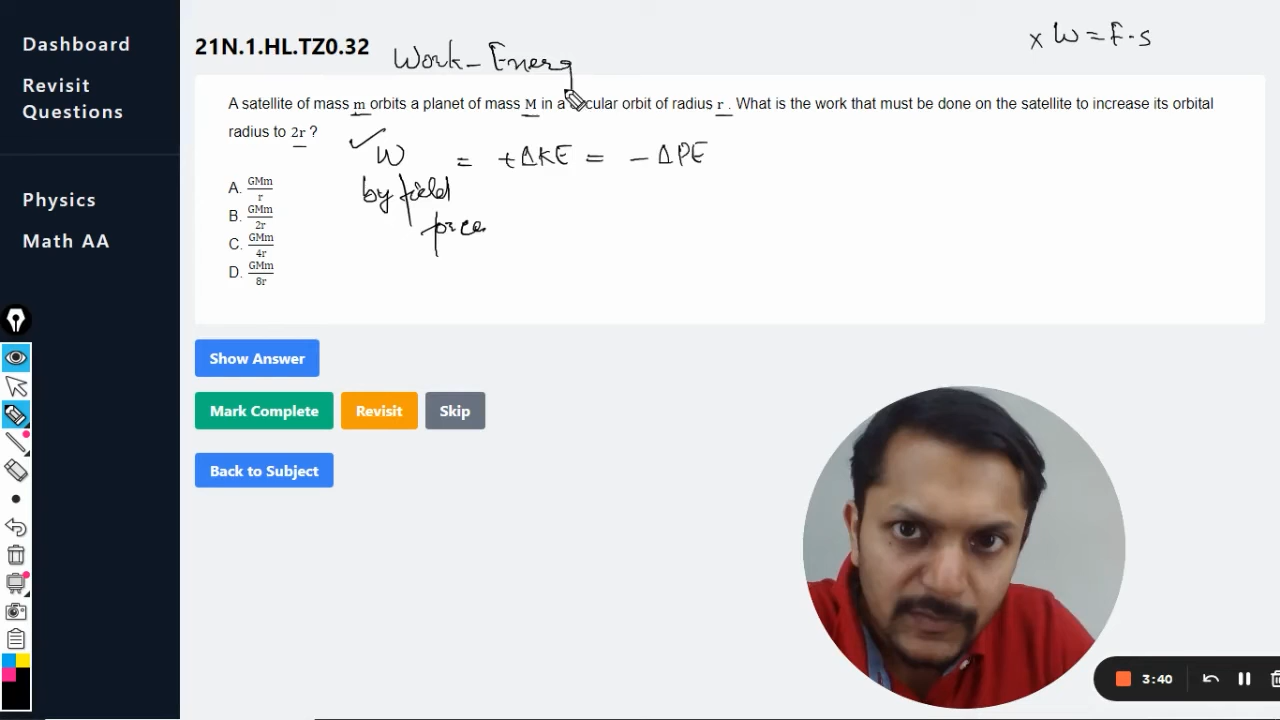 Dashboard
Revisit Questions
Physics
Math AA
21N.1.HL.TZ0.32
Work - Energy
x W = F · s
A satellite of mass m orbits a planet of mass M in a circular orbit of radius r . What is the work that must be done on the satellite to increase its orbital
radius to 2r ?
✓ W = + ΔKE = - ΔPE
by field
force
A. GMm/r
B. GMm/2r
C. GMm/4r
D. GMm/8r
Show Answer
Mark Complete Revisit Skip
Back to Subject
3:40